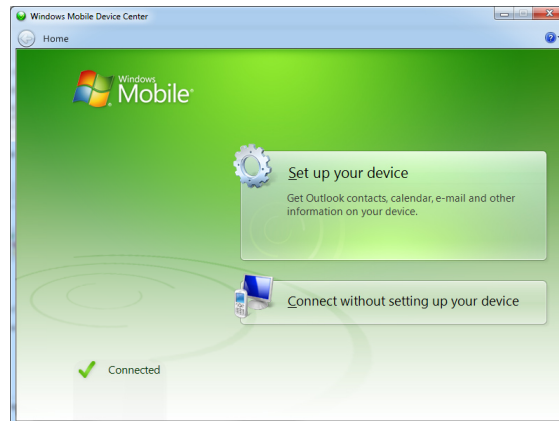 Windows Mobile Device Center
Home
Windows
Mobile
Set up your device
Get Outlook contacts, calendar, e-mail and other
information on your device.
Connect without setting up your device
Connected